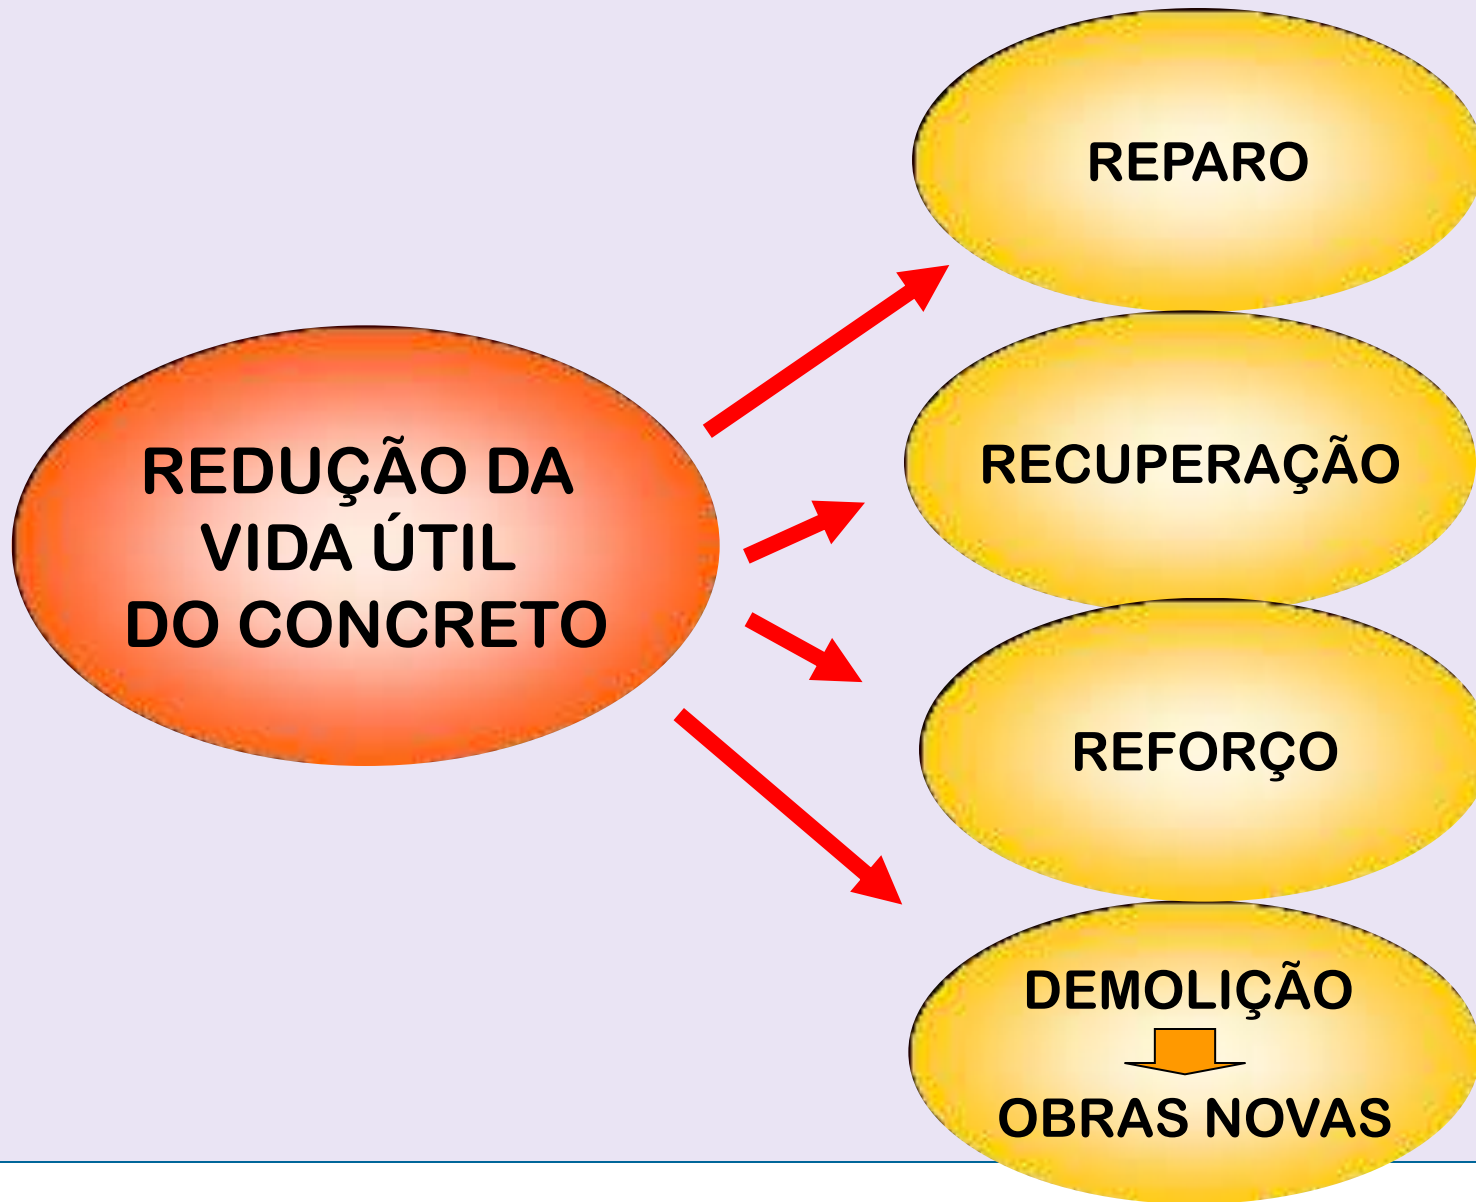 REDUÇÃO DA
VIDA ÚTIL
DO CONCRETO
REPARO
RECUPERAÇÃO
REFORÇO
DEMOLIÇÃO
OBRAS NOVAS